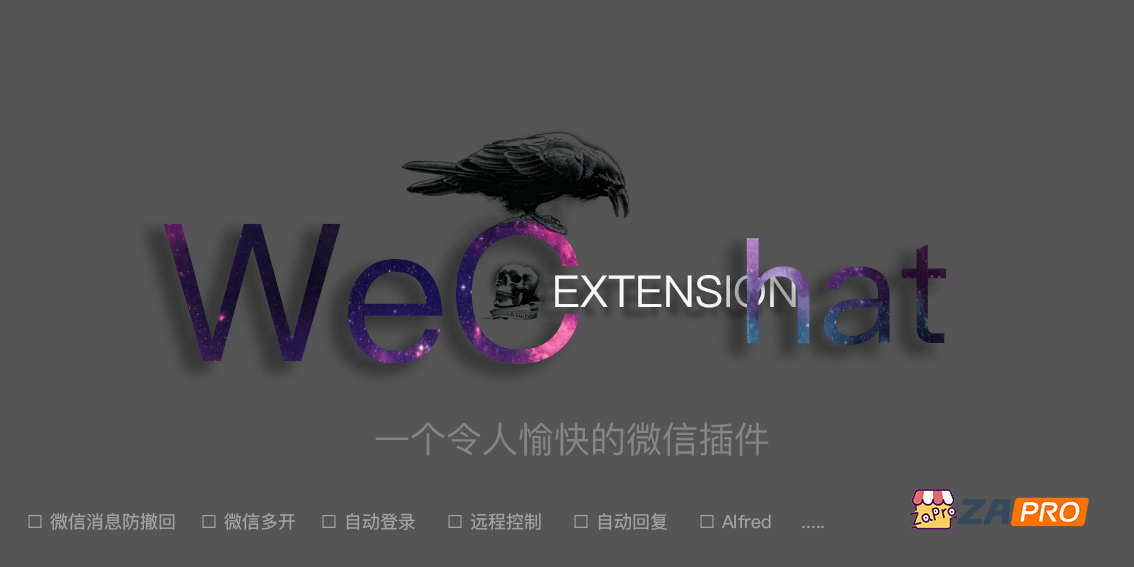 WeChat
EXTENSION
一个令人愉快的微信插件
☐ 微信消息防撤回 ☐ 微信多开 ☐ 自动登录 ☐ 远程控制 ☐ 自动回复 ☐ Alfred .....
ZaPro ZAPRO